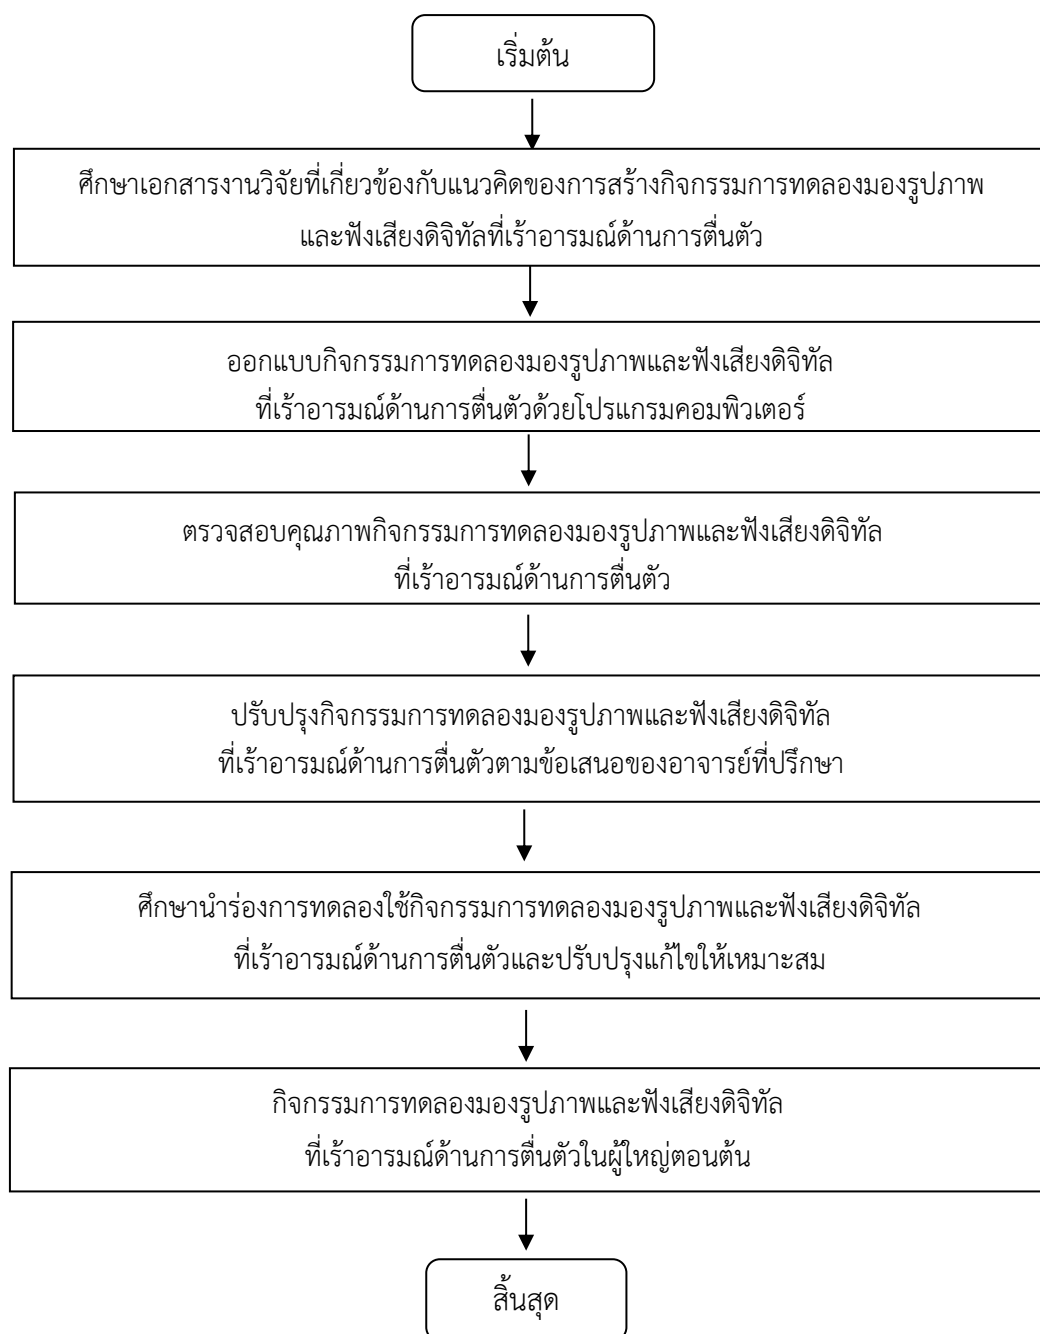 เริ่มต้น
ศึกษาเอกสารงานวิจัยที่เกี่ยวข้องกับแนวคิดของการสร้างกิจกรรมการทดลองมองรูปภาพ
และฟังเสียงดิจิทัลที่เร้าอารมณ์ด้านการตื่นตัว
ออกแบบกิจกรรมการทดลองมองรูปภาพและฟังเสียงดิจิทัล
ที่เร้าอารมณ์ด้านการตื่นตัวด้วยโปรแกรมคอมพิวเตอร์
ตรวจสอบคุณภาพกิจกรรมการทดลองมองรูปภาพและฟังเสียงดิจิทัล
ที่เร้าอารมณ์ด้านการตื่นตัว
ปรับปรุงกิจกรรมการทดลองมองรูปภาพและฟังเสียงดิจิทัล
ที่เร้าอารมณ์ด้านการตื่นตัวตามข้อเสนอของอาจารย์ที่ปรึกษา
ศึกษานำร่องการทดลองใช้กิจกรรมการทดลองมองรูปภาพและฟังเสียงดิจิทัล
ที่เร้าอารมณ์ด้านการตื่นตัวและปรับปรุงแก้ไขให้เหมาะสม
กิจกรรมการทดลองมองรูปภาพและฟังเสียงดิจิทัล
ที่เร้าอารมณ์ด้านการตื่นตัวในผู้ใหญ่ตอนต้น
สิ้นสุด